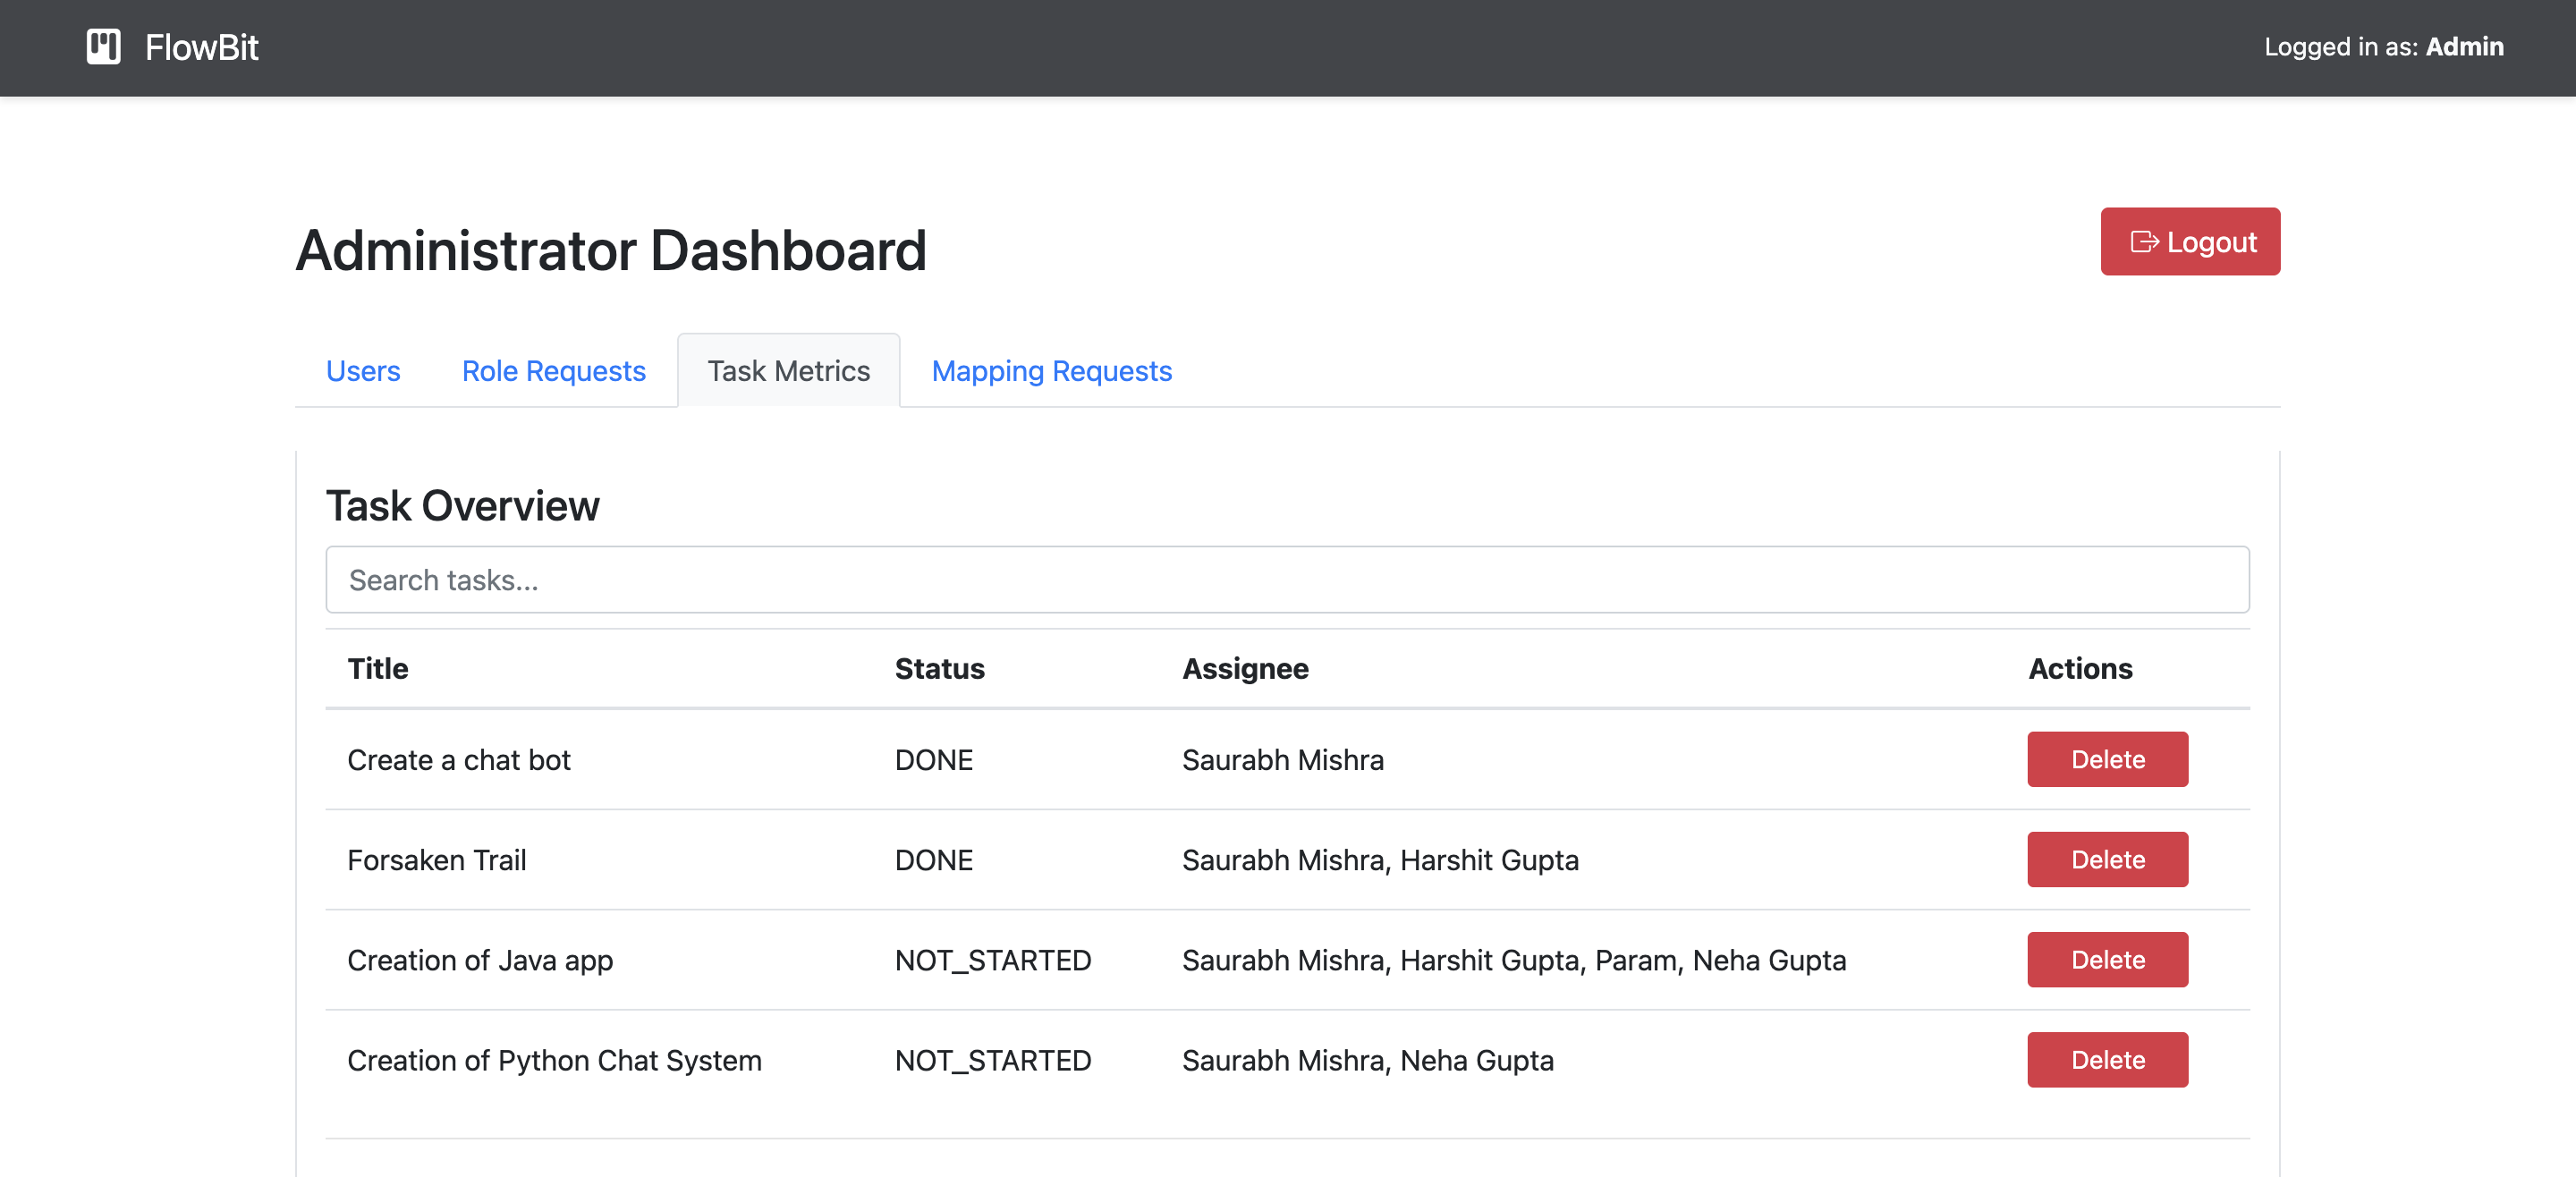 FlowBit
Logged in as: Admin
Administrator Dashboard
Logout
Users Role Requests Task Metrics Mapping Requests
Task Overview
Search tasks...
Title Status Assignee Actions
Create a chat bot DONE Saurabh Mishra Delete
Forsaken Trail DONE Saurabh Mishra, Harshit Gupta Delete
Creation of Java app NOT_STARTED Saurabh Mishra, Harshit Gupta, Param, Neha Gupta Delete
Creation of Python Chat System NOT_STARTED Saurabh Mishra, Neha Gupta Delete